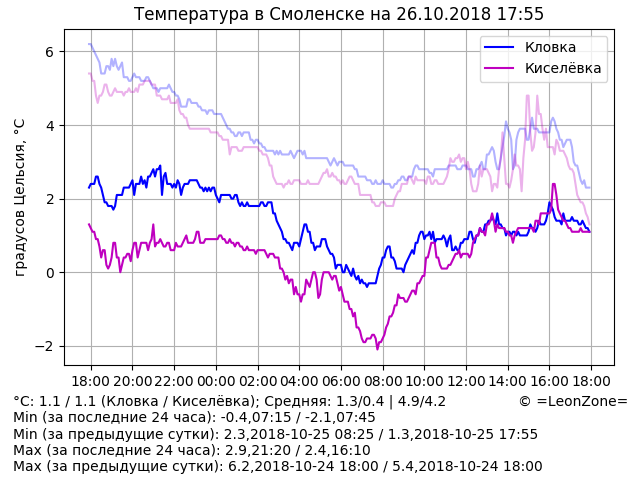 Температура в Смоленске на 26.10.2018 17:55
Кловка
Киселёвка
градусов Цельсия, °C
6
4
2
0
−2
18:00 20:00 22:00 00:00 02:00 04:00 06:00 08:00 10:00 12:00 14:00 16:00 18:00
°C: 1.1 / 1.1 (Кловка / Киселёвка); Средняя: 1.3/0.4 | 4.9/4.2 © =LeonZone=
Min (за последние 24 часа): -0.4,07:15 / -2.1,07:45
Min (за предыдущие сутки): 2.3,2018-10-25 08:25 / 1.3,2018-10-25 17:55
Max (за последние 24 часа): 2.9,21:20 / 2.4,16:10
Max (за предыдущие сутки): 6.2,2018-10-24 18:00 / 5.4,2018-10-24 18:00